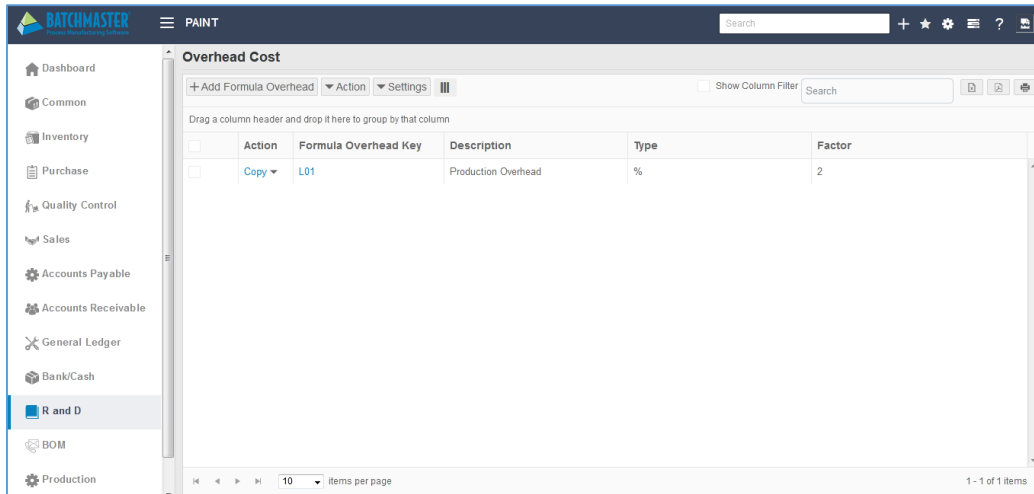 BATCHMASTER
Process Manufacturing Software
PAINT
Search
Dashboard
Common
Inventory
Purchase
Quality Control
Sales
Accounts Payable
Accounts Receivable
General Ledger
Bank/Cash
R and D
BOM
Production
Overhead Cost
+ Add Formula Overhead Action Settings Show Column Filter Search
Drag a column header and drop it here to group by that column
Action Formula Overhead Key Description Type Factor
Copy L01 Production Overhead % 2
10 items per page 1 - 1 of 1 items